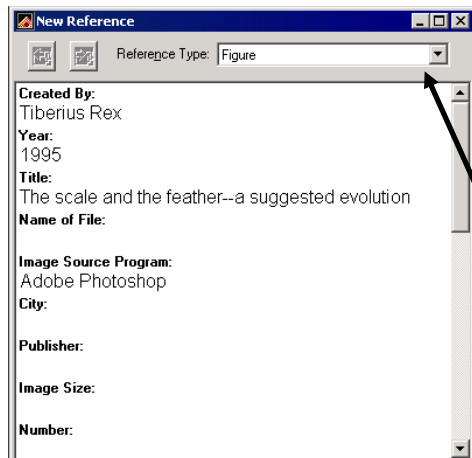 New Reference
Reference Type: Figure
Created By:
Tiberius Rex
Year:
1995
Title:
The scale and the feather--a suggested evolution
Name of File:
Image Source Program:
Adobe Photoshop
City:
Publisher:
Image Size:
Number: